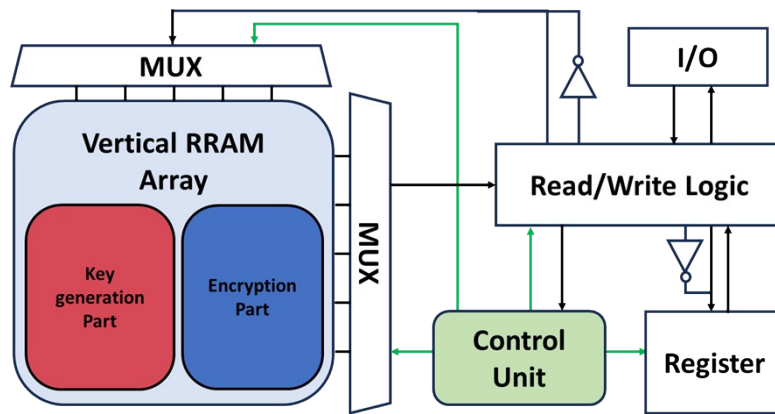 MUX
I/O
Vertical RRAM
Array
Read/Write Logic
MUX
Key
generation
Part
Encryption
Part
Control
Unit
Register